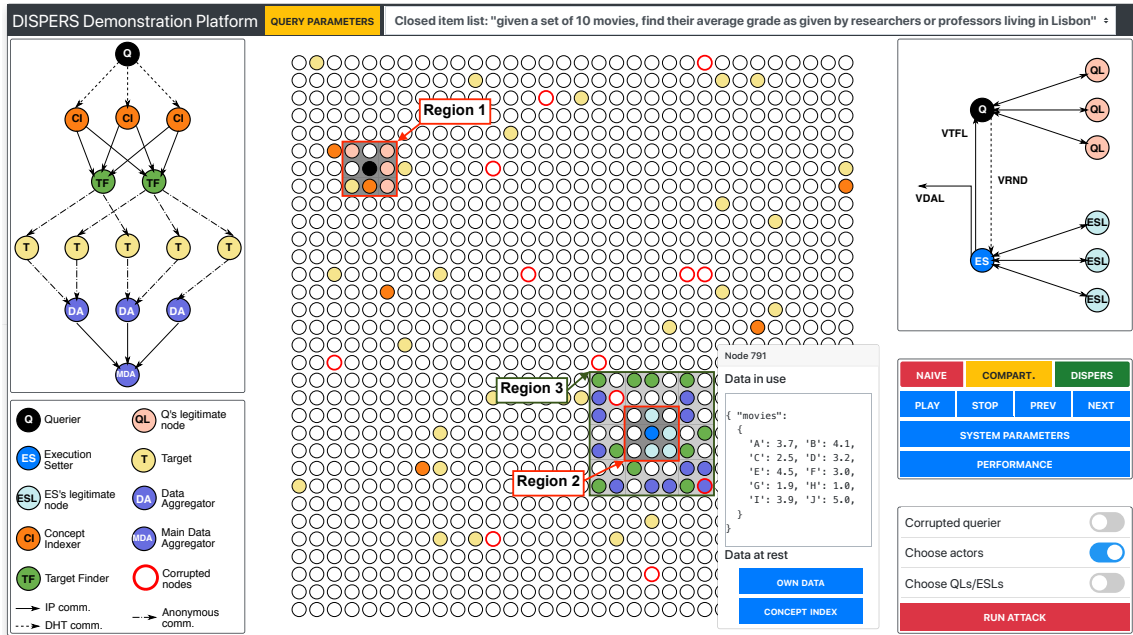 DISPERS Demonstration Platform
QUERY PARAMETERS
Closed item list: "given a set of 10 movies, find their average grade as given by researchers or professors living in Lisbon"
Q
CI CI CI
TF TF
T T T T T
DA DA DA
MDA
Q Querier
QL Q's legitimate node
ES Execution Setter
T Target
ESL ES's legitimate node
DA Data Aggregator
CI Concept Indexer
MDA Main Data Aggregator
TF Target Finder
Corrupted nodes
IP comm.
DHT comm.
Anonymous comm.
Region 1
Region 3
Region 2
Node 791
Data in use
{ "movies":
{
'A': 3.7, 'B': 4.1,
'C': 2.5, 'D': 3.2,
'E': 4.5, 'F': 3.0,
'G': 1.9, 'H': 1.0,
'I': 3.9, 'J': 5.0,
}
}
Data at rest
OWN DATA
CONCEPT INDEX
QL
Q QL
QL
VTFL
VRND
VDAL
ESL
ES ESL
ESL
NAIVE COMPART. DISPERS
PLAY STOP PREV NEXT
SYSTEM PARAMETERS
PERFORMANCE
Corrupted querier
Choose actors
Choose QLs/ESLs
RUN ATTACK